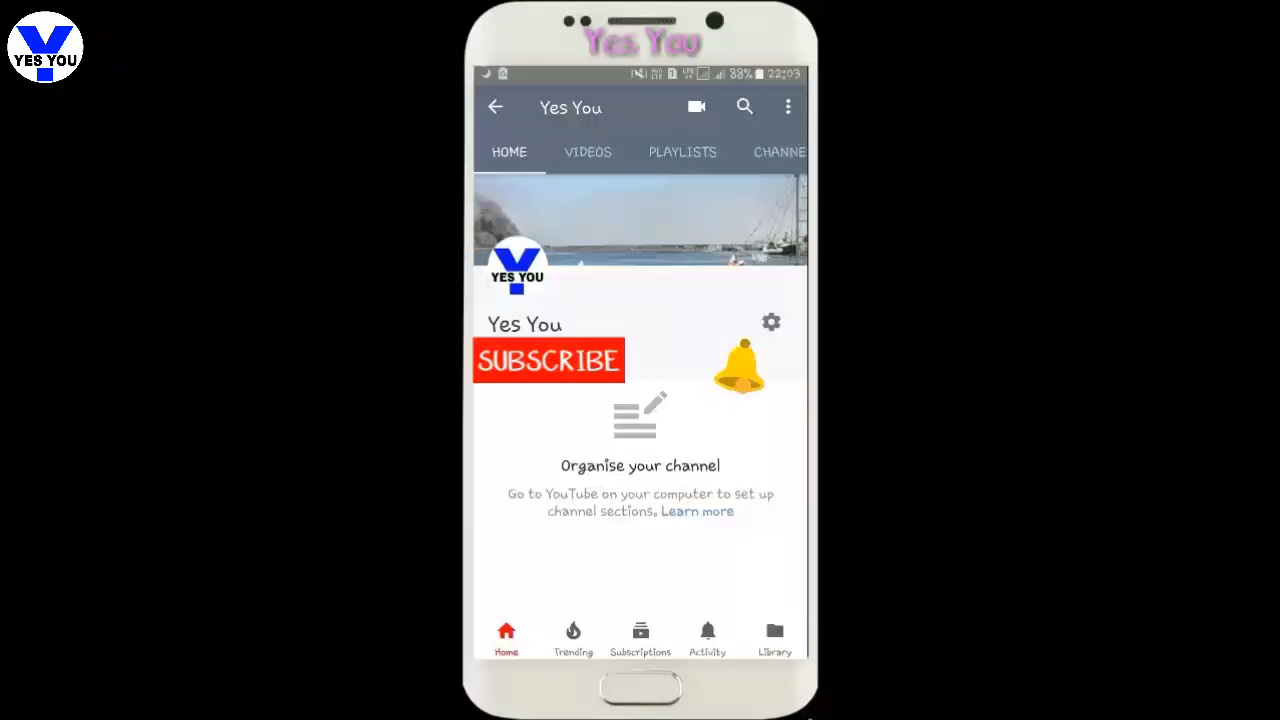 YES YOU
Yes You
88% 22:03
Yes You
HOME VIDEOS PLAYLISTS CHANNE
YES YOU
Yes You
SUBSCRIBE
Organise your channel
Go to YouTube on your computer to set up
channel sections. Learn more
Home Trending Subscriptions Activity Library